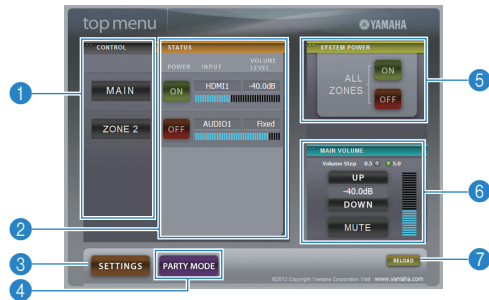 top menu
YAMAHA
CONTROL
MAIN
ZONE 2
STATUS
POWER INPUT VOLUME LEVEL
ON HDMI1 -40.0dB
OFF AUDIO1 Fixed
SYSTEM POWER
ALL ZONES
ON
OFF
MAIN VOLUME
Volume Step 0.5 5.0
UP
-40.0dB
DOWN
MUTE
SETTINGS
PARTY MODE
RELOAD
©2012 Copyright Yamaha Corporation Visit www.yamaha.com
1
2
3
4
5
6
7